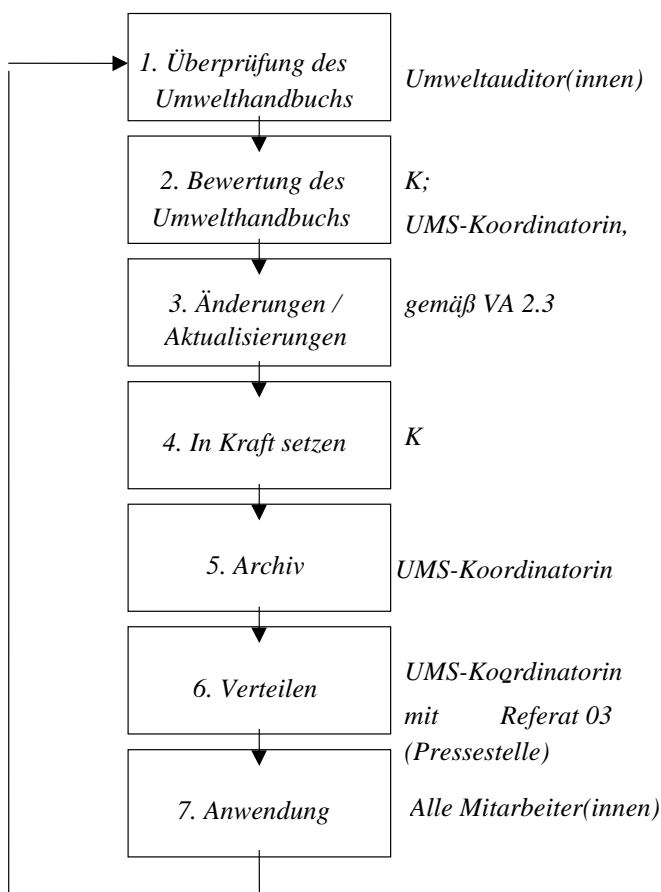 1. Überprüfung des
Umwelthandbuchs
Umweltauditor(innen)
2. Bewertung des
Umwelthandbuchs
K;
UMS-Koordinatorin,
3. Änderungen /
Aktualisierungen
gemäß VA 2.3
4. In Kraft setzen
K
5. Archiv
UMS-Koordinatorin
6. Verteilen
UMS-Koordinatorin
mit Referat 03
(Pressestelle)
7. Anwendung
Alle Mitarbeiter(innen)